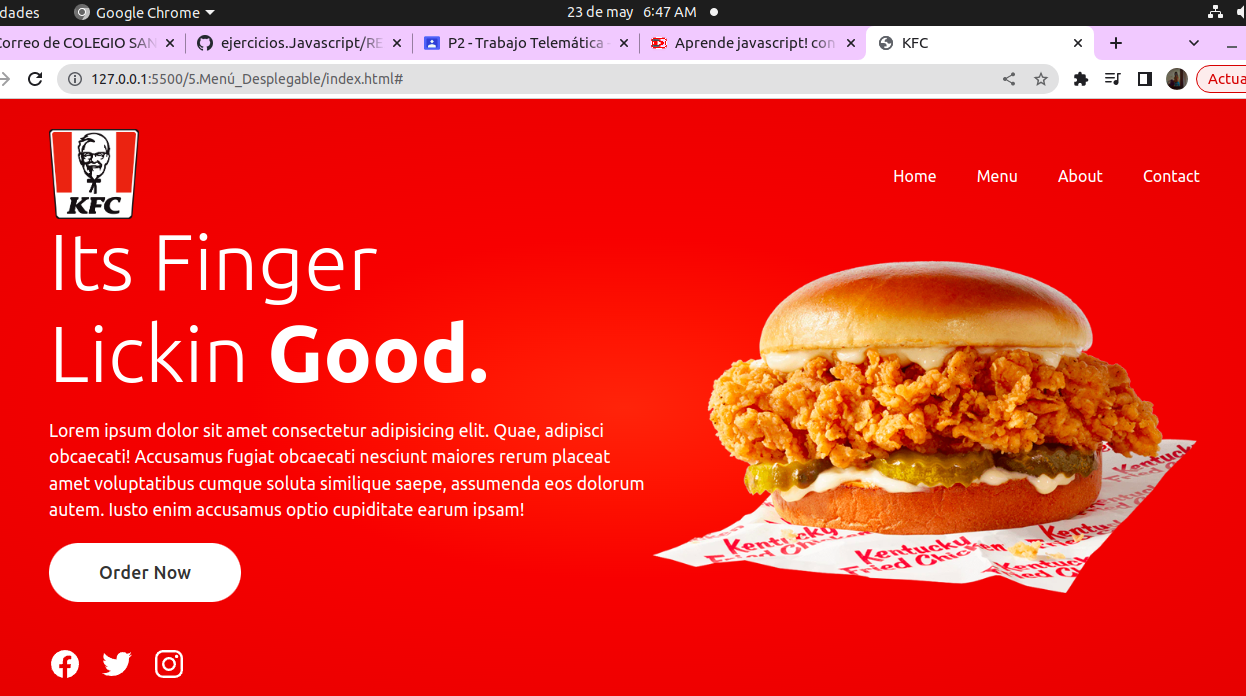 dades
Google Chrome
23 de may 6:47 AM
Correo de COLEGIO SAN
ejercicios.Javascript/RE
P2 - Trabajo Telemática -
Aprende javascript! con
KFC
127.0.0.1:5500/5.Menú_Desplegable/index.html#
Actua
KFC
Home
Menu
About
Contact
Its Finger
Lickin Good.
Lorem ipsum dolor sit amet consectetur adipisicing elit. Quae, adipisci
obcaecati! Accusamus fugiat obcaecati nesciunt maiores rerum placeat
amet voluptatibus cumque soluta similique saepe, assumenda eos dolorum
autem. Iusto enim accusamus optio cupiditate earum ipsam!
Order Now
Kentucky
Fried Chicken
Kentucky
Fried Chicken